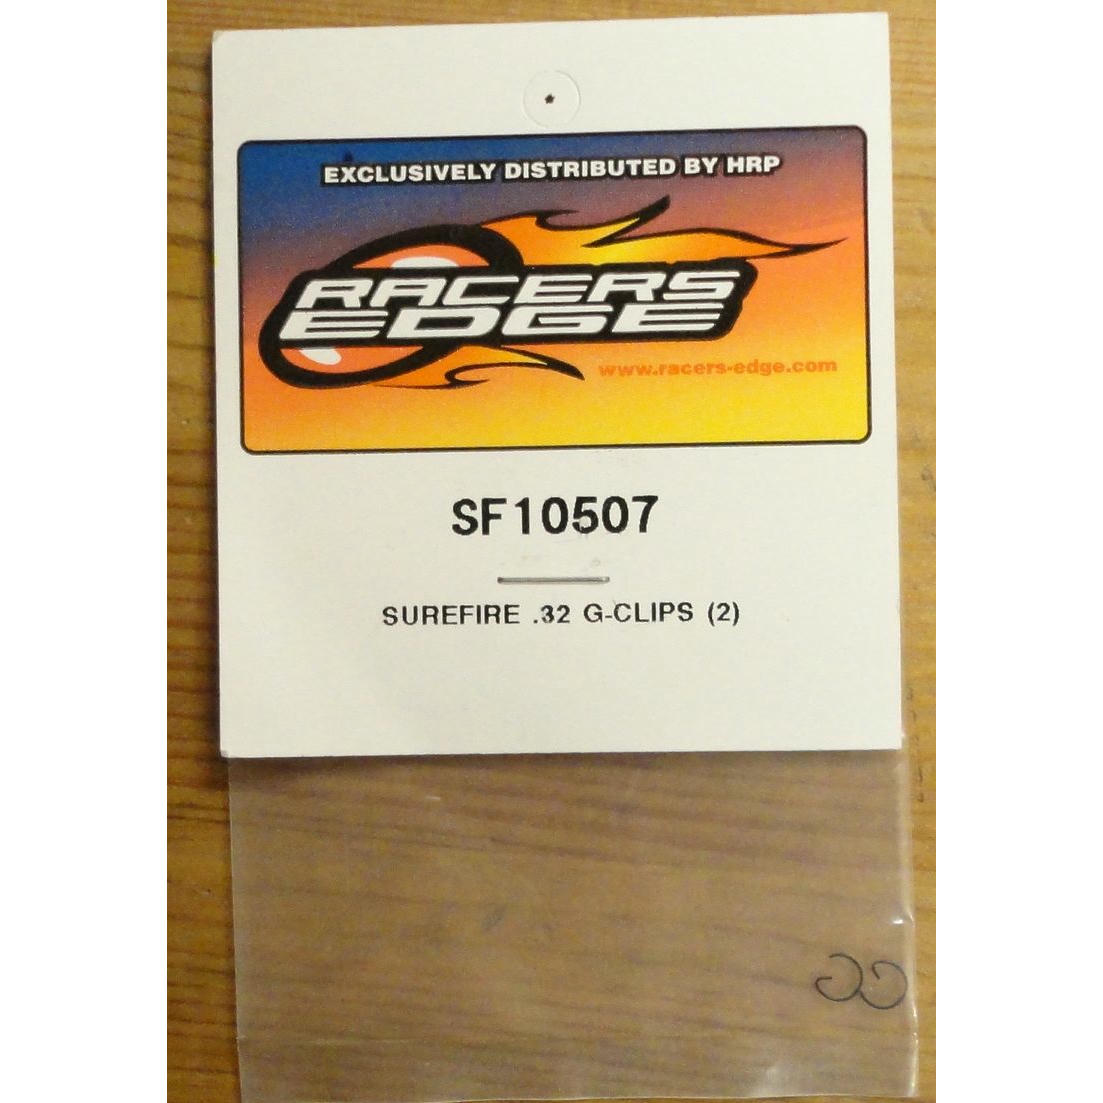 EXCLUSIVELY DISTRIBUTED BY HRP
RACERS
EDGE
www.racers-edge.com
SF10507
SUREFIRE .32 G-CLIPS (2)